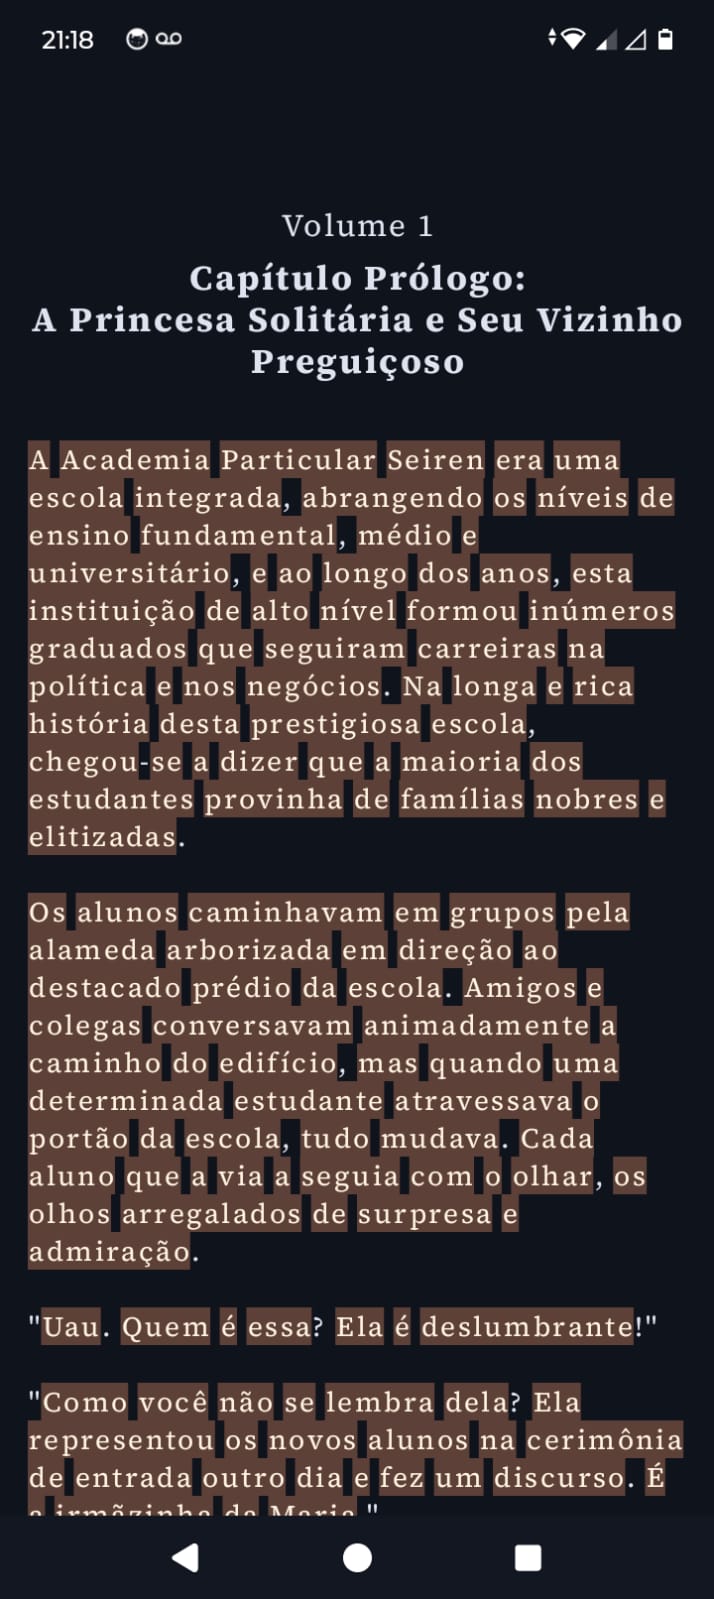 21:18
Volume 1
Capítulo Prólogo:
A Princesa Solitária e Seu Vizinho
Preguiçoso
A Academia Particular Seiren era uma
escola integrada, abrangendo os níveis de
ensino fundamental, médio e
universitário, e ao longo dos anos, esta
instituição de alto nível formou inúmeros
graduados que seguiram carreiras na
política e nos negócios. Na longa e rica
história desta prestigiosa escola,
chegou-se a dizer que a maioria dos
estudantes provinha de famílias nobres e
elitizadas.
Os alunos caminhavam em grupos pela
alameda arborizada em direção ao
destacado prédio da escola. Amigos e
colegas conversavam animadamente a
caminho do edifício, mas quando uma
determinada estudante atravessava o
portão da escola, tudo mudava. Cada
aluno que a via a seguia com o olhar, os
olhos arregalados de surpresa e
admiração.
"Uau. Quem é essa? Ela é deslumbrante!"
"Como você não se lembra dela? Ela
representou os novos alunos na cerimônia
de entrada outro dia e fez um discurso. É
a irmãzinha da Maria."